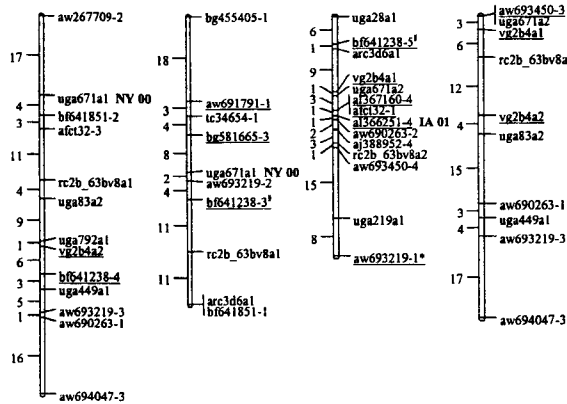 aw267709-2
17
uga671a1 NY 00
4
bf641851-2
3
afct32-3
11
rc2b_63bv8a1
4
uga83a2
9
uga792a1
1
vg2b4a2
6
bf641238-4
3
uga449a1
5
aw693219-3
1
aw690263-1
16
aw694047-3
bg455405-1
18
aw691791-1
3
tc34654-1
4
bg581665-3
8
uga671a1 NY 00
2
aw693219-2
4
bf641238-3§
11
rc2b_63bv8a1
11
arc3d6a1
bf641851-1
uga28a1
6
bf641238-5§
1
arc3d6a1
9
vg2b4a1
1
uga671a2
3
al367160-4
1
afct32-1
1
al366251-4 IA 01
2
aw690263-2
3
aj388952-4
1
rc2b_63bv8a2
aw693450-4
15
uga219a1
8
aw693219-1*
aw693450-3
3
uga671a2
vg2b4a1
6
rc2b_63bv8a
12
vg2b4a2
4
uga83a2
15
aw690263-1
3
uga449a1
4
aw693219-3
17
aw694047-3